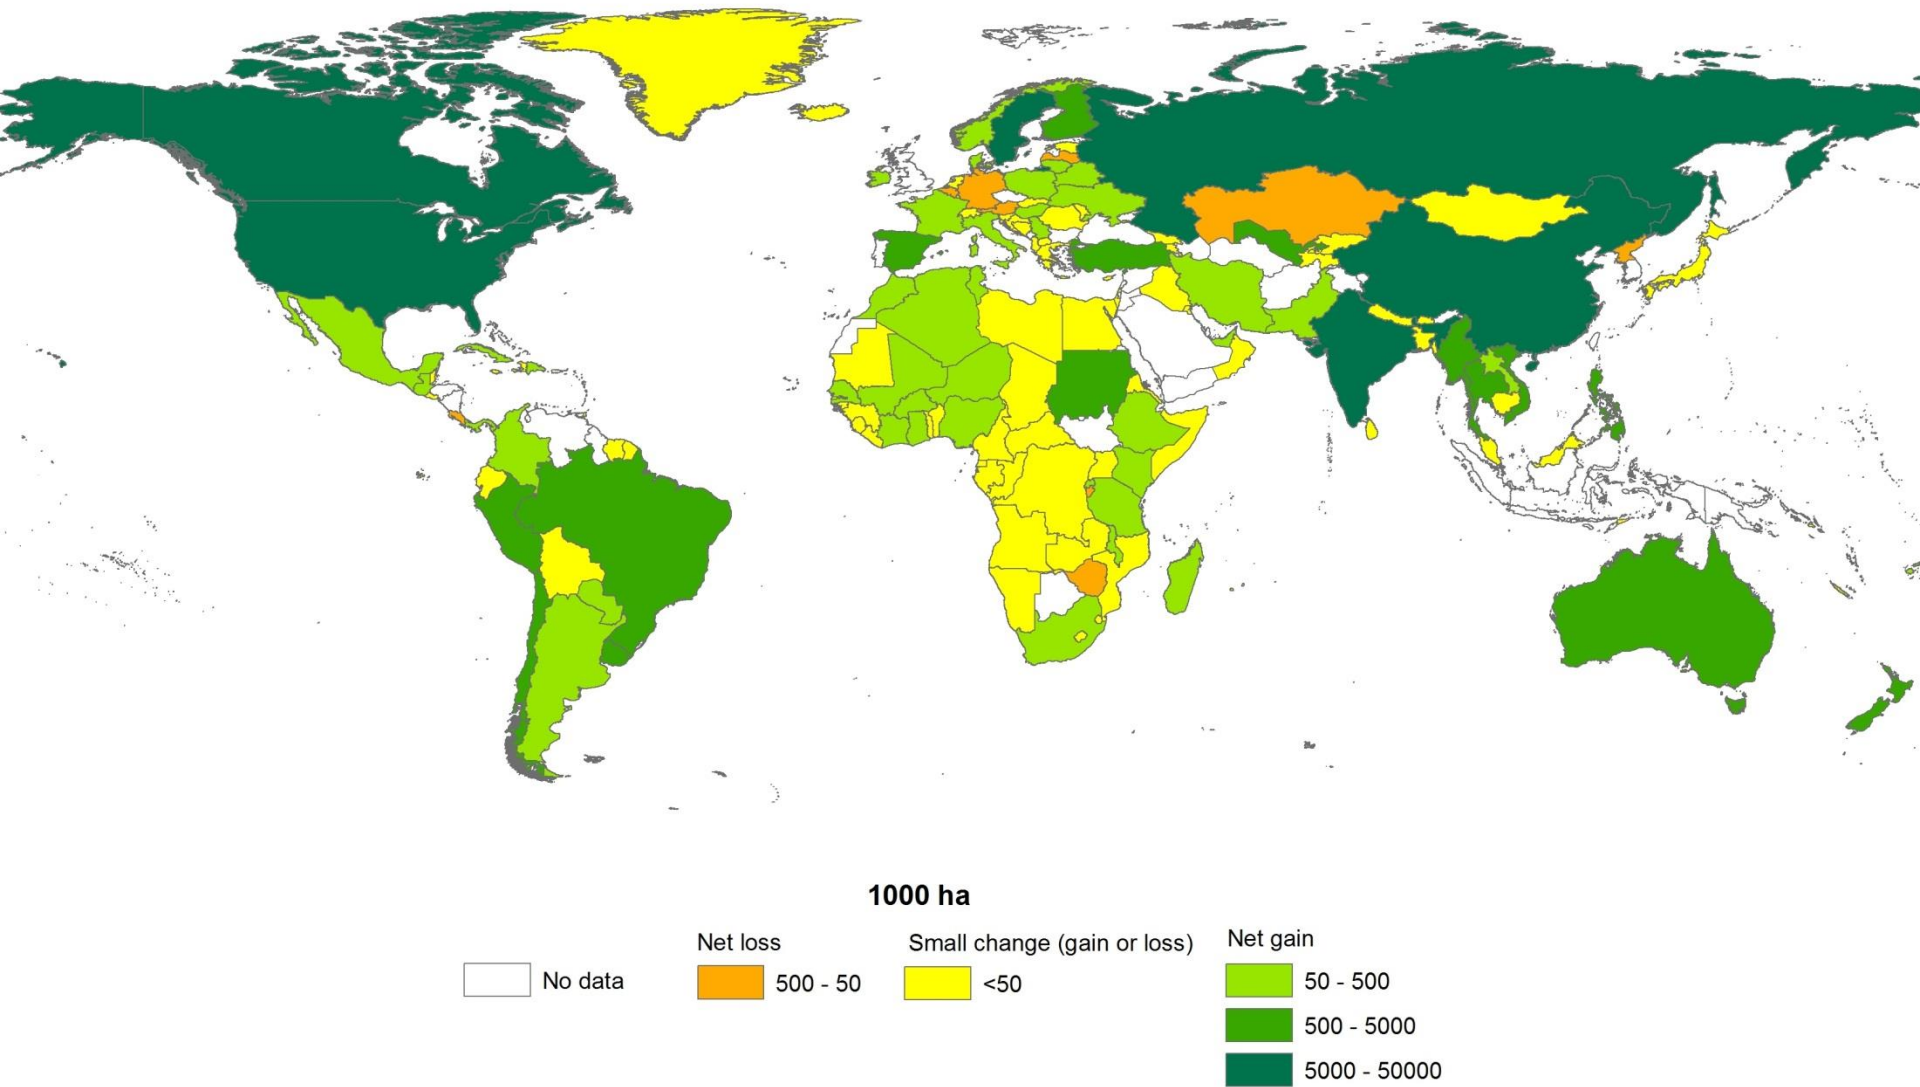 1000 ha
No data
Net loss
500 - 50
Small change (gain or loss)
<50
Net gain
50 - 500
500 - 5000
5000 - 50000